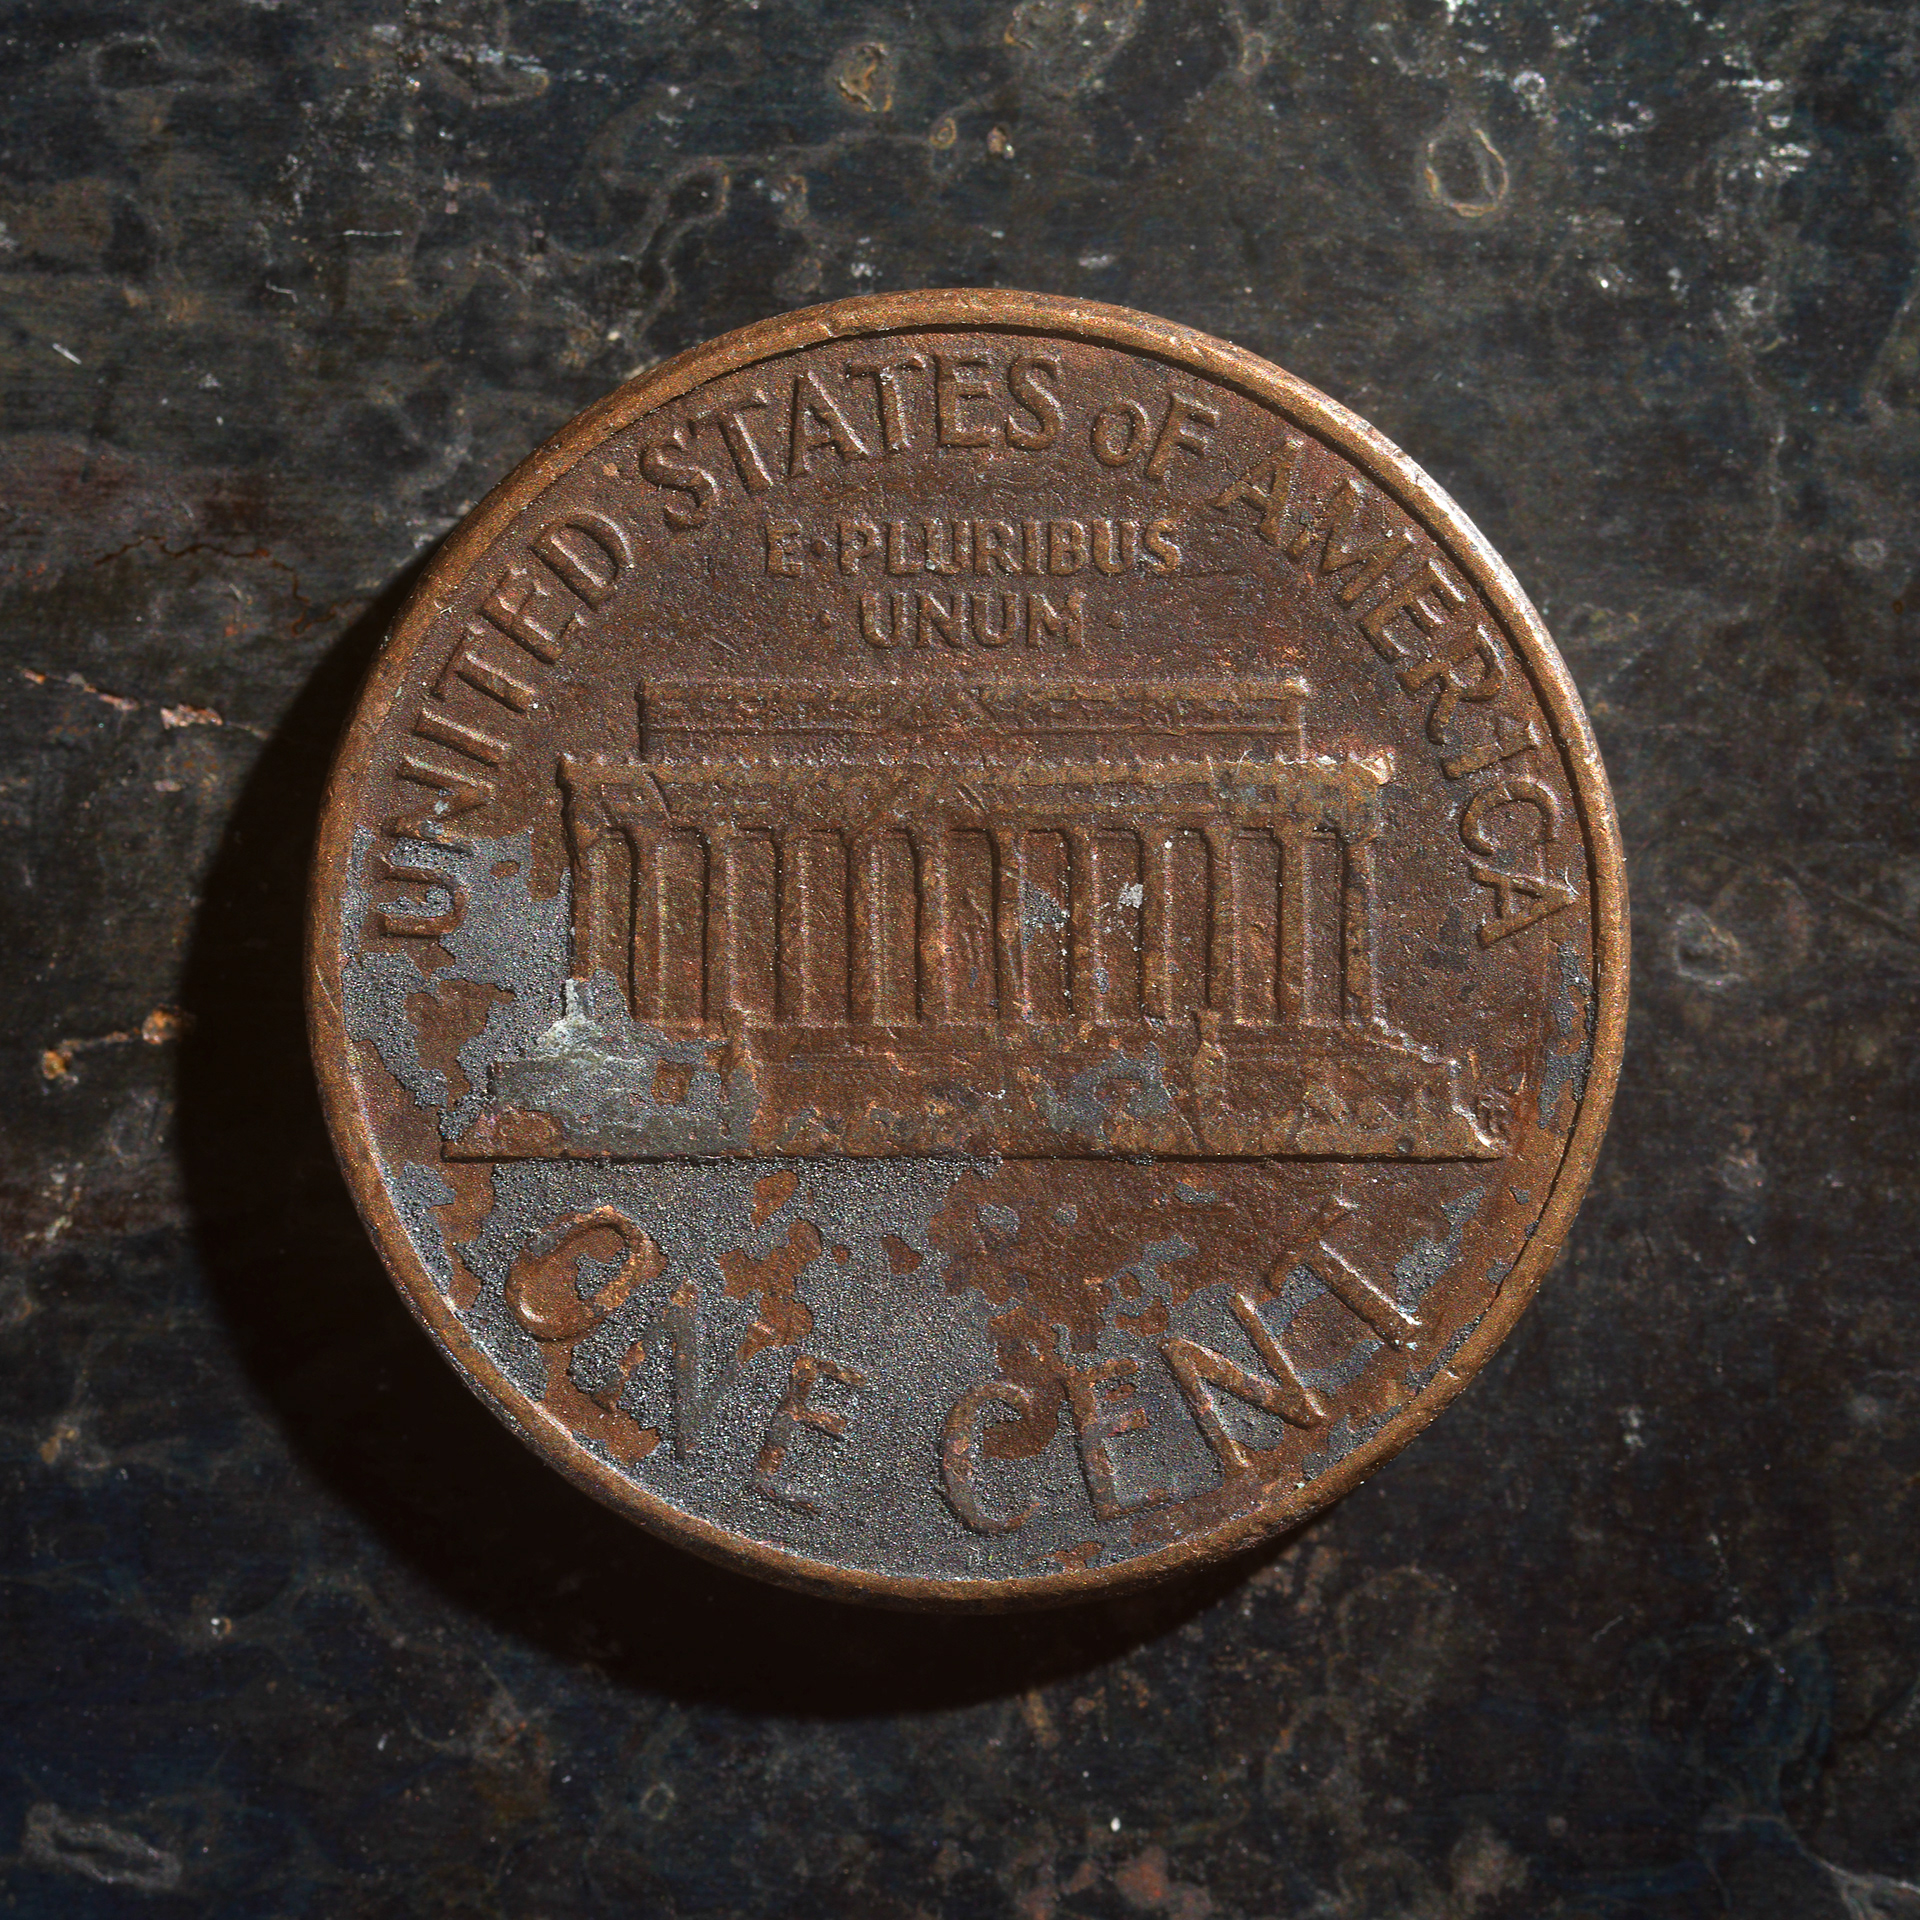 UNITED STATES OF AMERICA
E·PLURIBUS
·UNUM·
ONE CENT